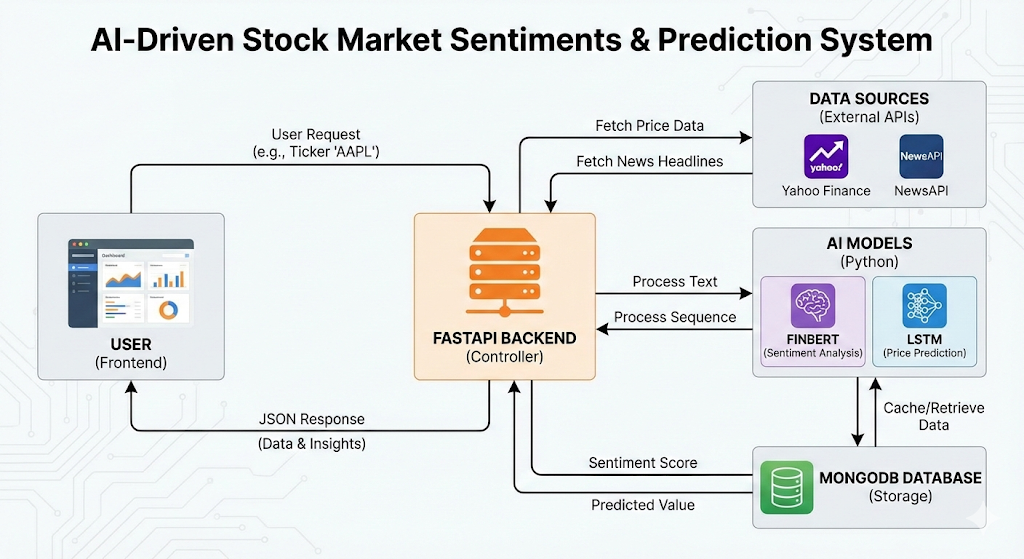 AI-Driven Stock Market Sentiments & Prediction System
User Request
(e.g., Ticker 'AAPL')
Fetch Price Data
Fetch News Headlines
DATA SOURCES
(External APIs)
yahoo!
NewsAPI
Yahoo Finance
NewsAPI
Dashboard
USER
(Frontend)
FASTAPI BACKEND
(Controller)
Process Text
Process Sequence
AI MODELS
(Python)
FINBERT
(Sentiment Analysis)
LSTM
(Price Prediction)
JSON Response
(Data & Insights)
Cache/Retrieve
Data
Sentiment Score
Predicted Value
MONGODB DATABASE
(Storage)